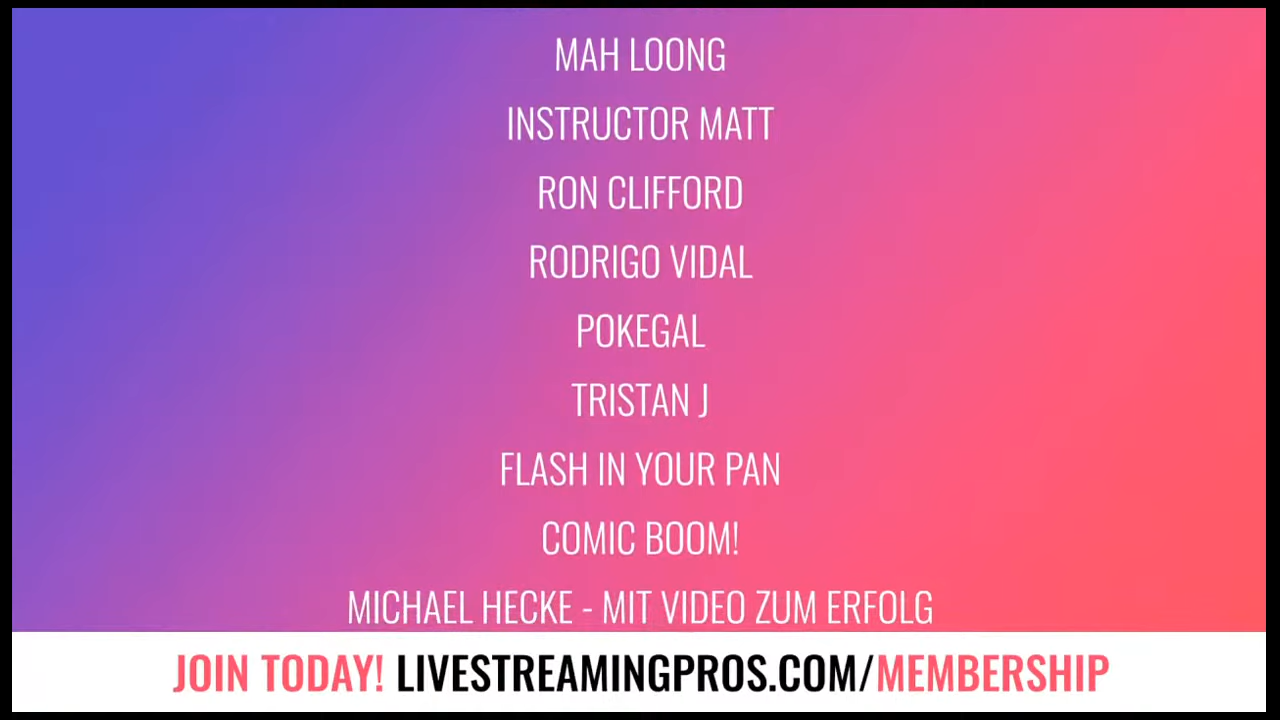 MAH LOONG
INSTRUCTOR MATT
RON CLIFFORD
RODRIGO VIDAL
POKEGAL
TRISTAN J
FLASH IN YOUR PAN
COMIC BOOM!
MICHAEL HECKE - MIT VIDEO ZUM ERFOLG
JOIN TODAY! LIVESTREAMINGPROS.COM/MEMBERSHIP